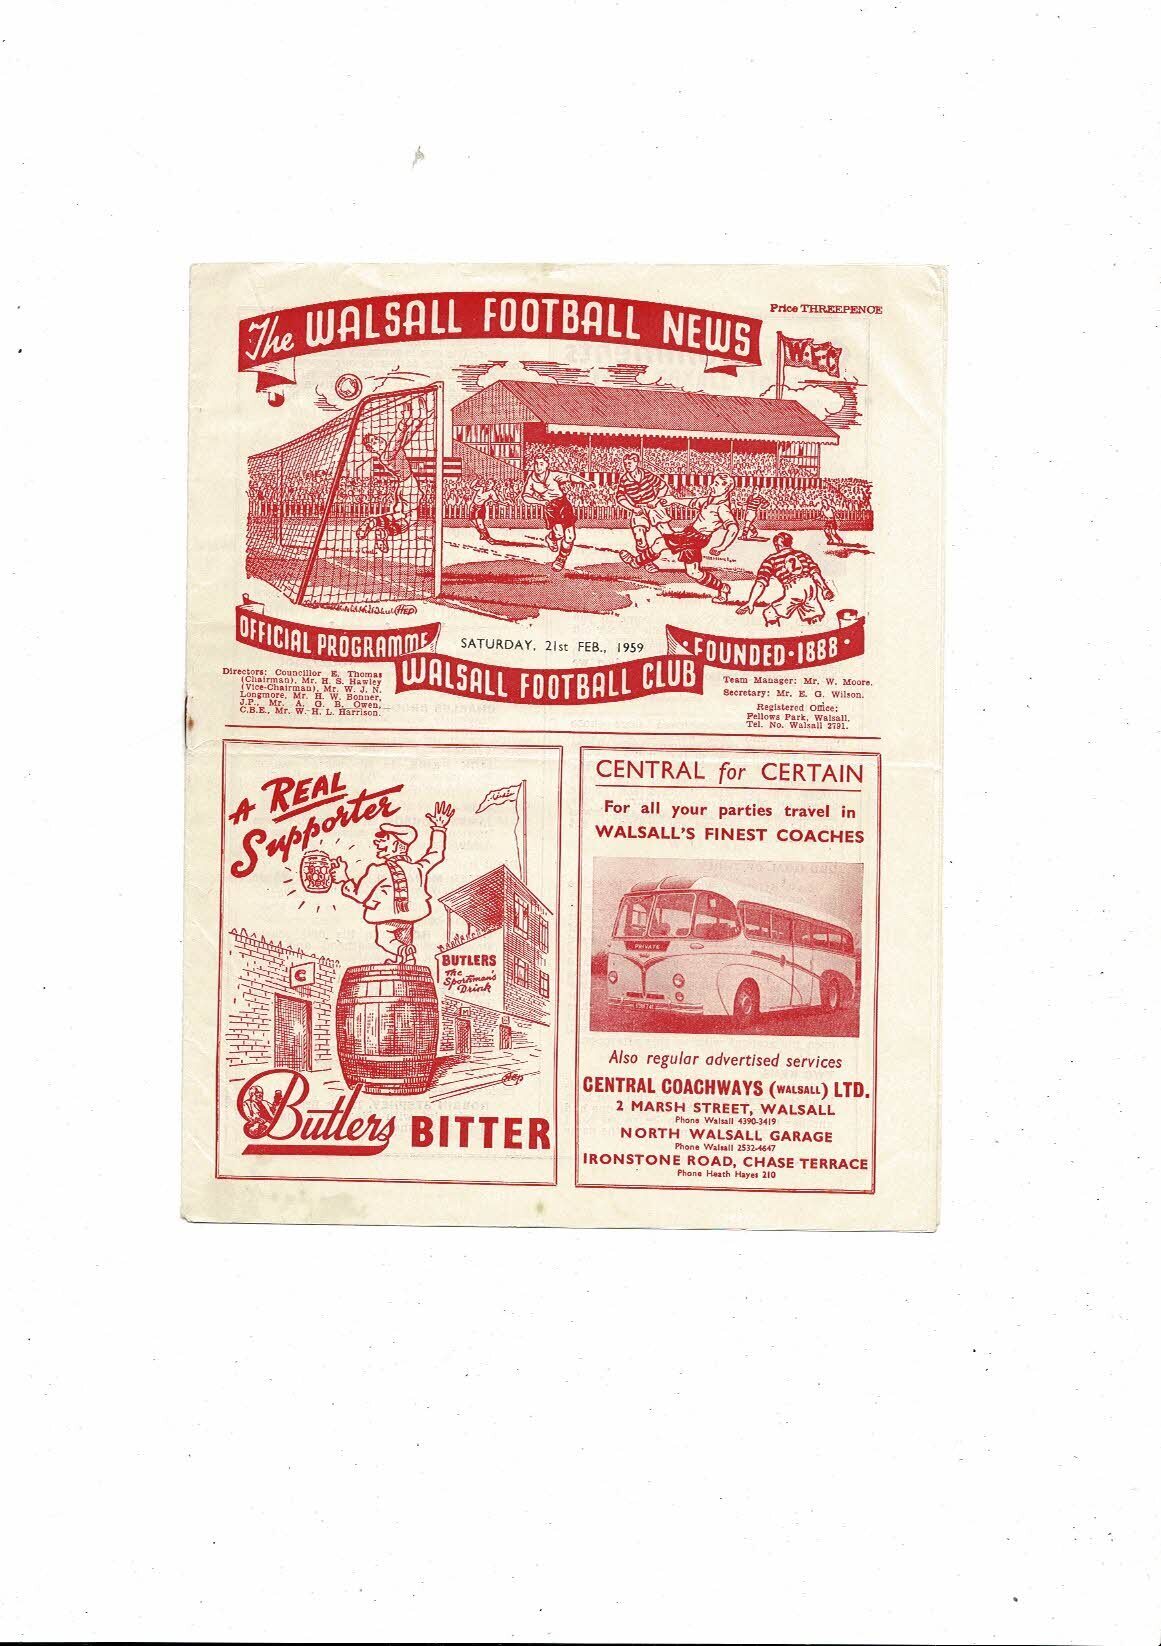 The WALSALL FOOTBALL NEWS
Price THREEPENCE
W.F.C
2
(HEP)
OFFICIAL PROGRAMME
SATURDAY, 21st FEB., 1959
FOUNDED · 1888 ·
WALSALL FOOTBALL CLUB
Directors: Councillor E. Thomas
(Chairman), Mr. H. S. Hawley
(Vice-Chairman), Mr. W. J. N.
Longmore, Mr. H. W. Bonner,
J.P., Mr. A. G. B. Owen,
C.B.E., Mr. W. H. L. Harrison.
Team Manager: Mr. W. Moore.
Secretary: Mr. E. G. Wilson.
Registered Office:
Fellows Park, Walsall.
Tel. No. Walsall 2791.
A REAL
Supporter
C
BUTLERS
The
Sportsman's
Drink
HEP
Butlers BITTER
CENTRAL for CERTAIN
For all your parties travel in
WALSALL'S FINEST COACHES
PRIVATE
Also regular advertised services
CENTRAL COACHWAYS (WALSALL) LTD.
2 MARSH STREET, WALSALL
Phone Walsall 4390-3419
NORTH WALSALL GARAGE
Phone Walsall 2532-4647
IRONSTONE ROAD, CHASE TERRACE
Phone Heath Hayes 210